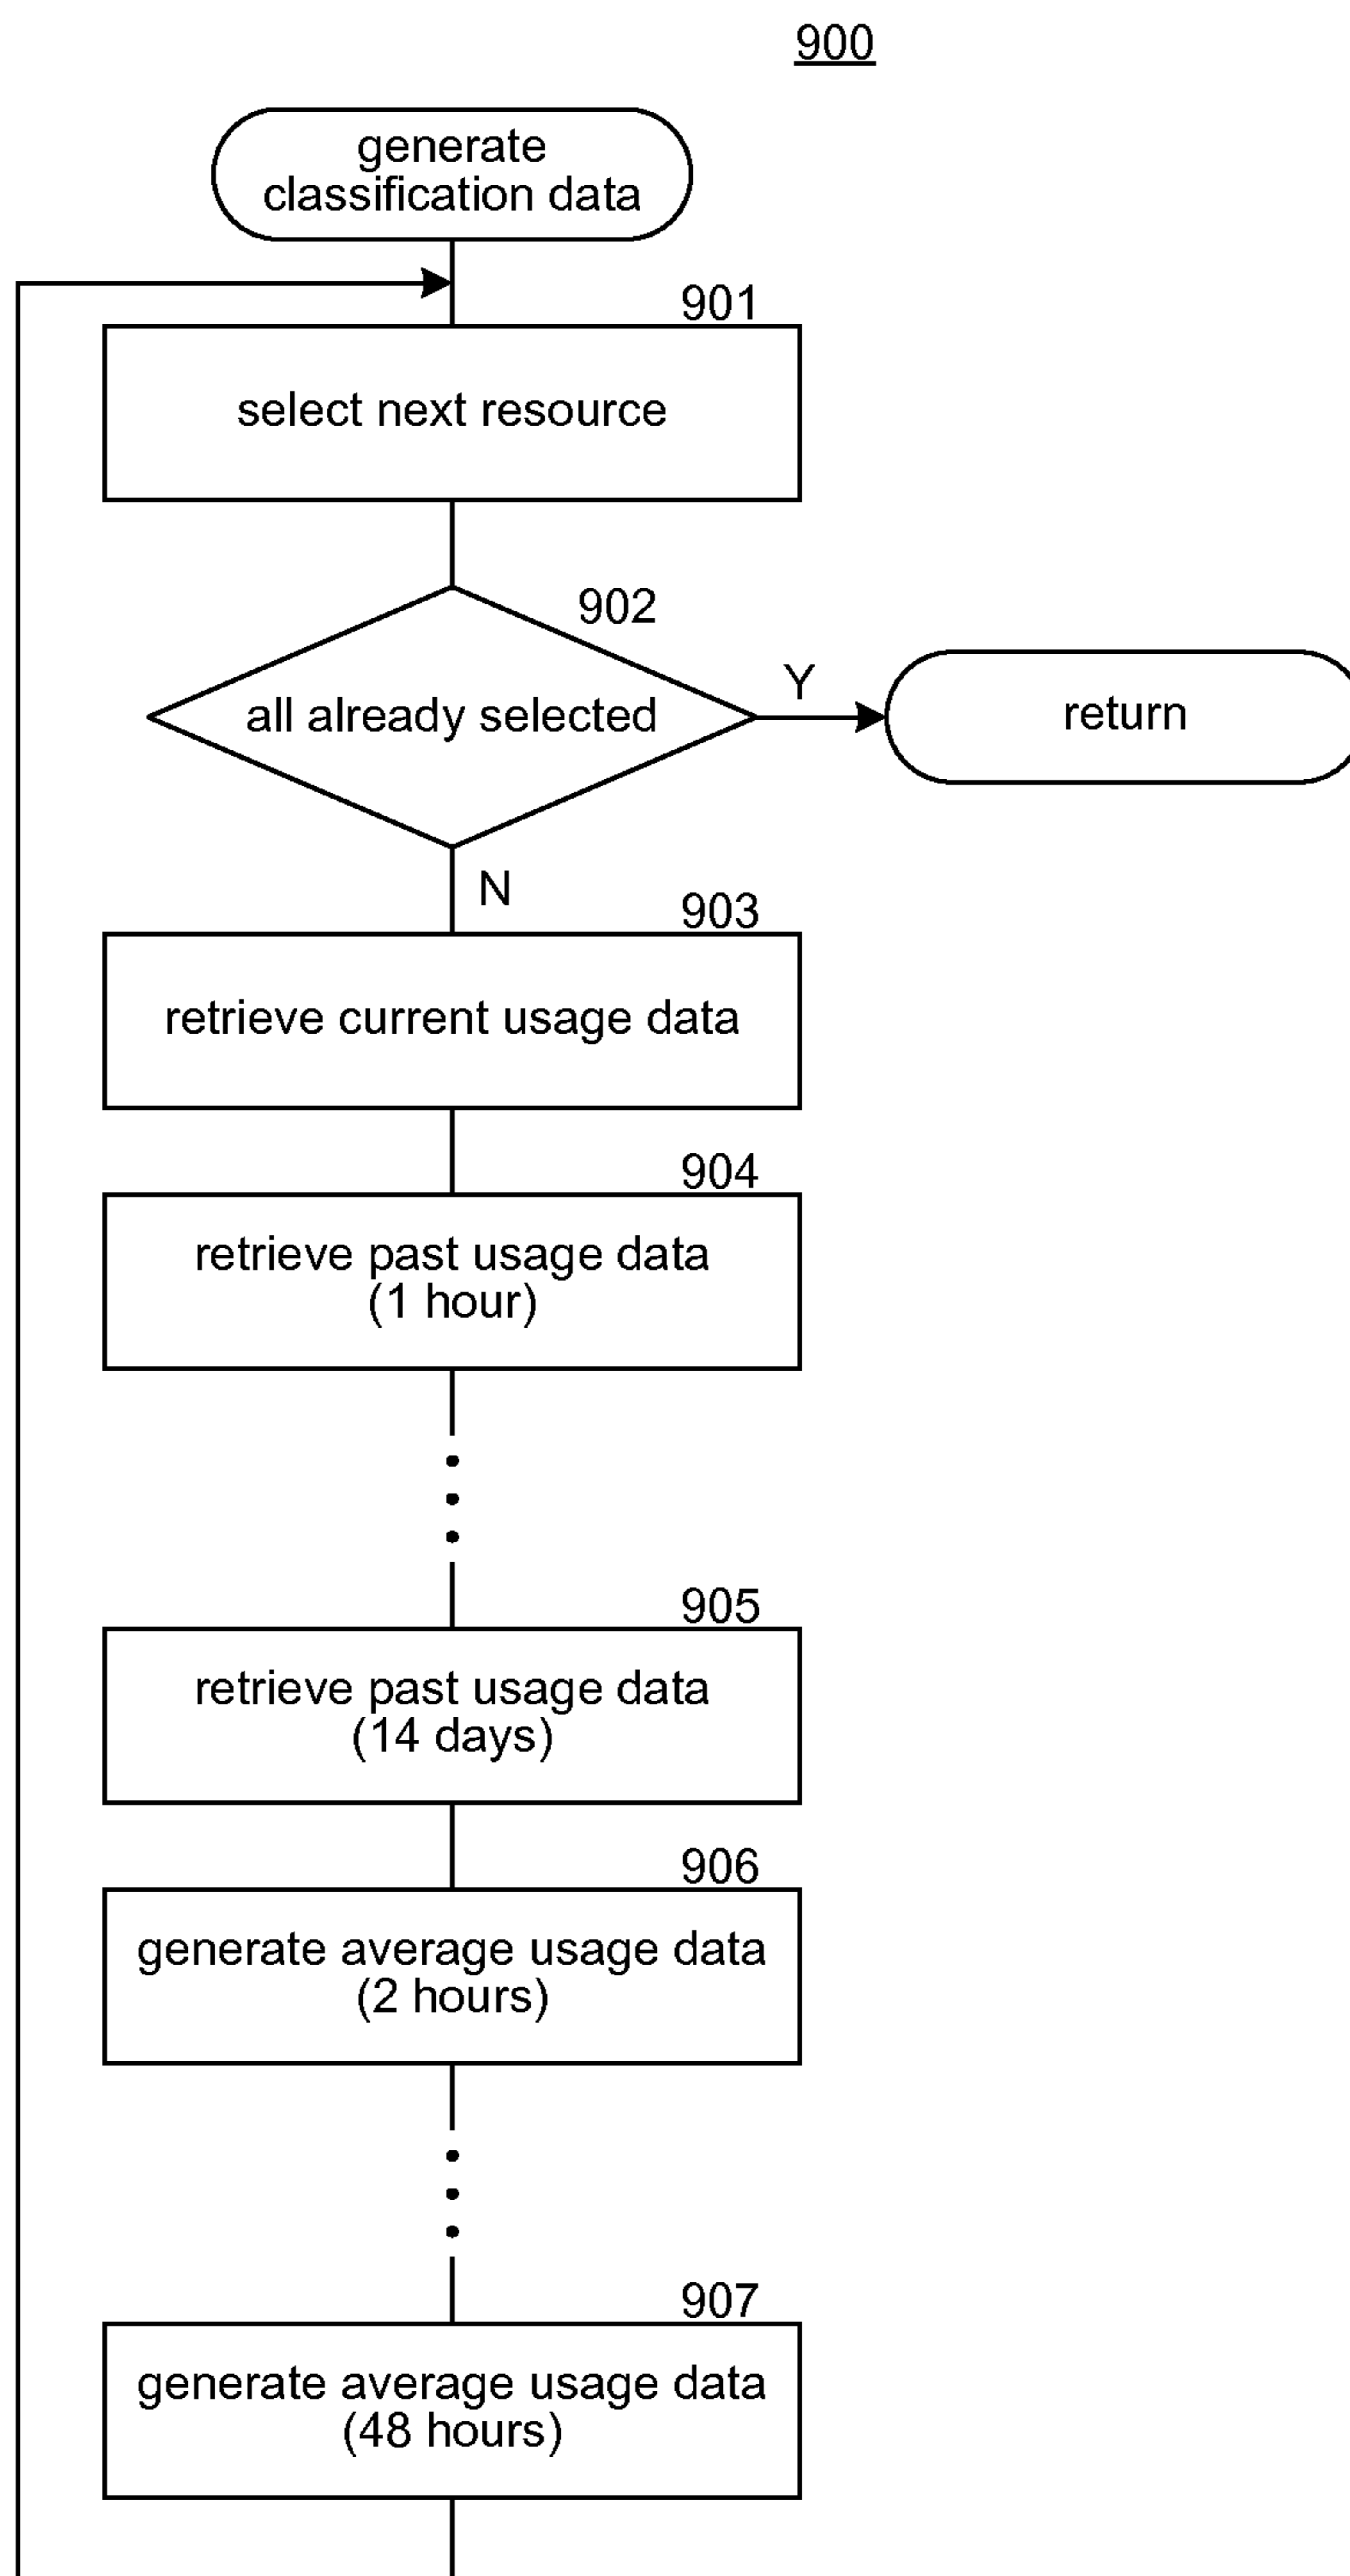 900
generate
classification data
901
select next resource
902
all already selected
Y
return
N
903
retrieve current usage data
904
retrieve past usage data
(1 hour)
905
retrieve past usage data
(14 days)
906
generate average usage data
(2 hours)
907
generate average usage data
(48 hours)